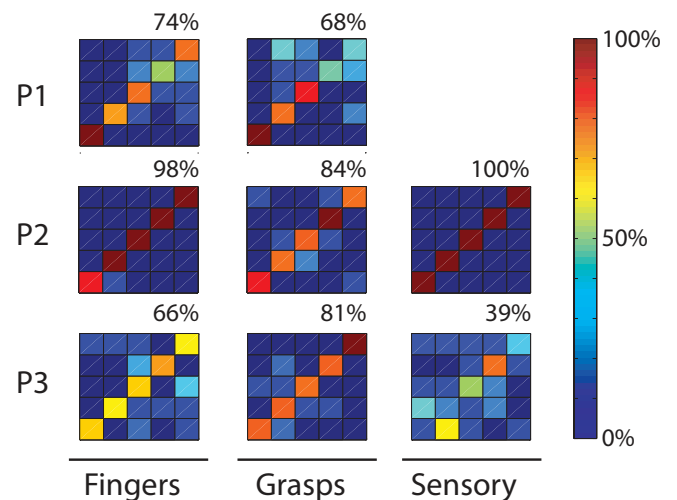 74%
68%
100%
P1
98%
84%
100%
50%
P2
66%
81%
39%
P3
0%
Fingers
Grasps
Sensory